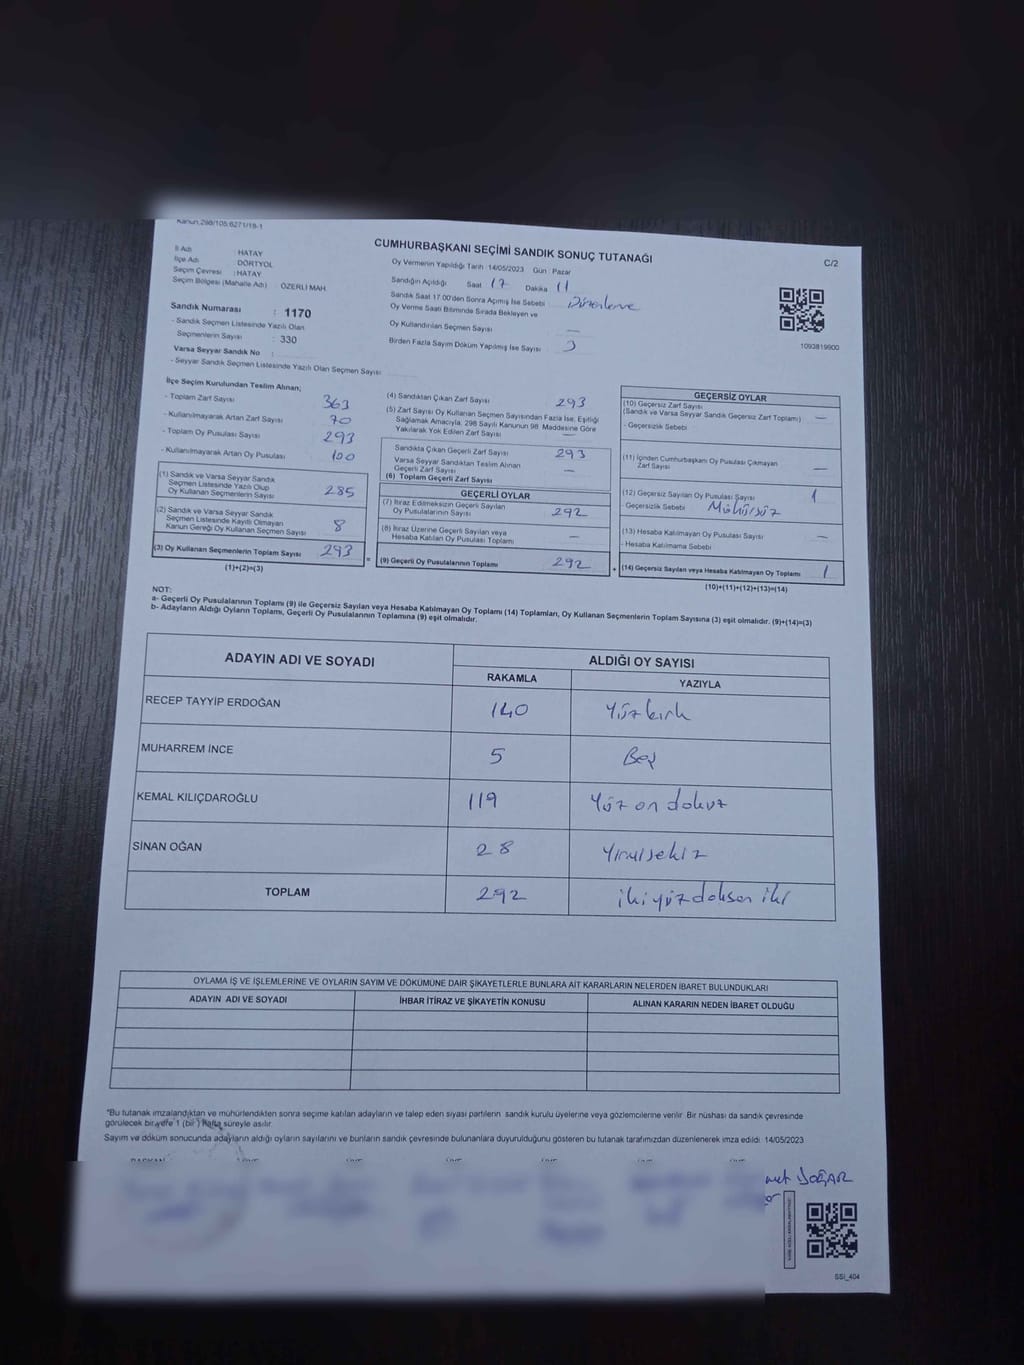 Kanun:298/105;6271/18-1
CUMHURBAŞKANI SEÇİMİ SANDIK SONUÇ TUTANAĞI
C/2
İl Adı : HATAY
İlçe Adı : DÖRTYOL
Seçim Çevresi : HATAY
Seçim Bölgesi (Mahalle Adı) : ÖZERLİ MAH.
Sandık Numarası : 1170
- Sandık Seçmen Listesinde Yazılı Olan
Seçmenlerin Sayısı : 330
Varsa Seyyar Sandık No :
- Seyyar Sandık Seçmen Listesinde Yazılı Olan Seçmen Sayısı
Oy Vermenin Yapıldığı Tarih : 14/05/2023 Gün : Pazar
Sandığın Açıldığı Saat 17 Dakika 11
Sandık Saat 17.00'den Sonra Açılmış İse Sebebi : Düzenleme
Oy Verme Saati Bitiminde Sırada Bekleyen ve
Oy Kullandırılan Seçmen Sayısı —
Birden Fazla Sayım Döküm Yapılmış İse Sayısı
1093819900
İlçe Seçim Kurulundan Teslim Alınan;
- Toplam Zarf Sayısı 363
- Kullanılmayarak Artan Zarf Sayısı 70
- Toplam Oy Pusulası Sayısı 293
- Kullanılmayarak Artan Oy Pusulası 100
(1) Sandık ve Varsa Seyyar Sandık
Seçmen Listesinde Yazılı Olup
Oy Kullanan Seçmenlerin Sayısı 285
(2) Sandık ve Varsa Seyyar Sandık
Seçmen Listesinde Kayıtlı Olmayan
Kanun Gereği Oy Kullanan Seçmen Sayısı 8
(3) Oy Kullanan Seçmenlerin Toplam Sayısı 293
(1)+(2)=(3)
(4) Sandıktan Çıkan Zarf Sayısı 293
(5) Zarf Sayısı Oy Kullanan Seçmen Sayısından Fazla İse, Eşitliği
Sağlamak Amacıyla, 298 Sayılı Kanunun 98. Maddesine Göre
Yakılarak Yok Edilen Zarf Sayısı —
Sandıkta Çıkan Geçerli Zarf Sayısı 293
Varsa Seyyar Sandıktan Teslim Alınan
Geçerli Zarf Sayısı —
(6) Toplam Geçerli Zarf Sayısı
GEÇERLİ OYLAR
(7) İtiraz Edilmeksizin Geçerli Sayılan
Oy Pusulalarının Sayısı 292
(8) İtiraz Üzerine Geçerli Sayılan veya
Hesaba Katılan Oy Pusulası Toplamı —
= (9) Geçerli Oy Pusulalarının Toplamı 292
GEÇERSİZ OYLAR
(10) Geçersiz Zarf Sayısı
(Sandık ve Varsa Seyyar Sandık Geçersiz Zarf Toplamı) —
- Geçersizlik Sebebi
(11) İçinden Cumhurbaşkanı Oy Pusulası Çıkmayan
Zarf Sayısı —
(12) Geçersiz Sayılan Oy Pusulası Sayısı 1
- Geçersizlik Sebebi Mühürsüz
(13) Hesaba Katılmayan Oy Pusulası Sayısı —
- Hesaba Katılmama Sebebi
+ (14) Geçersiz Sayılan veya Hesaba Katılmayan Oy Toplamı 1
(10)+(11)+(12)+(13)=(14)
NOT:
a- Geçerli Oy Pusulalarının Toplamı (9) ile Geçersiz Sayılan veya Hesaba Katılmayan Oy Toplamı (14) Toplamları, Oy Kullanan Seçmenlerin Toplam Sayısına (3) eşit olmalıdır. (9)+(14)=(3)
b- Adayların Aldığı Oyların Toplamı, Geçerli Oy Pusulalarının Toplamına (9) eşit olmalıdır.
ADAYIN ADI VE SOYADI
ALDIĞI OY SAYISI
RAKAMLA YAZIYLA
RECEP TAYYİP ERDOĞAN 140 Yüzkırk
MUHARREM İNCE 5 Beş
KEMAL KILIÇDAROĞLU 119 Yüz on dokuz
SİNAN OĞAN 28 Yirmisekiz
TOPLAM 292 ikiyüzdoksan iki
OYLAMA İŞ VE İŞLEMLERİNE VE OYLARIN SAYIM VE DÖKÜMÜNE DAİR ŞİKAYETLERLE BUNLARA AİT KARARLARIN NELERDEN İBARET BULUNDUKLARI
ADAYIN ADI VE SOYADI İHBAR İTİRAZ VE ŞİKAYETİN KONUSU ALINAN KARARIN NEDEN İBARET OLDUĞU
*Bu tutanak imzalandıktan ve mühürlendikten sonra seçime katılan adayların ve talep eden siyasi partilerin sandık kurulu üyelerine veya gözlemcilerine verilir. Bir nüshası da sandık çevresinde
görülecek bir yere 1 (bir) hafta süreyle asılır.
Sayım ve döküm sonucunda adayların aldığı oyların sayılarını ve bunların sandık çevresinde bulunanlara duyurulduğunu gösteren bu tutanak tarafımızdan düzenlenerek imza edildi. 14/05/2023
DOĞAR
SSİ_404